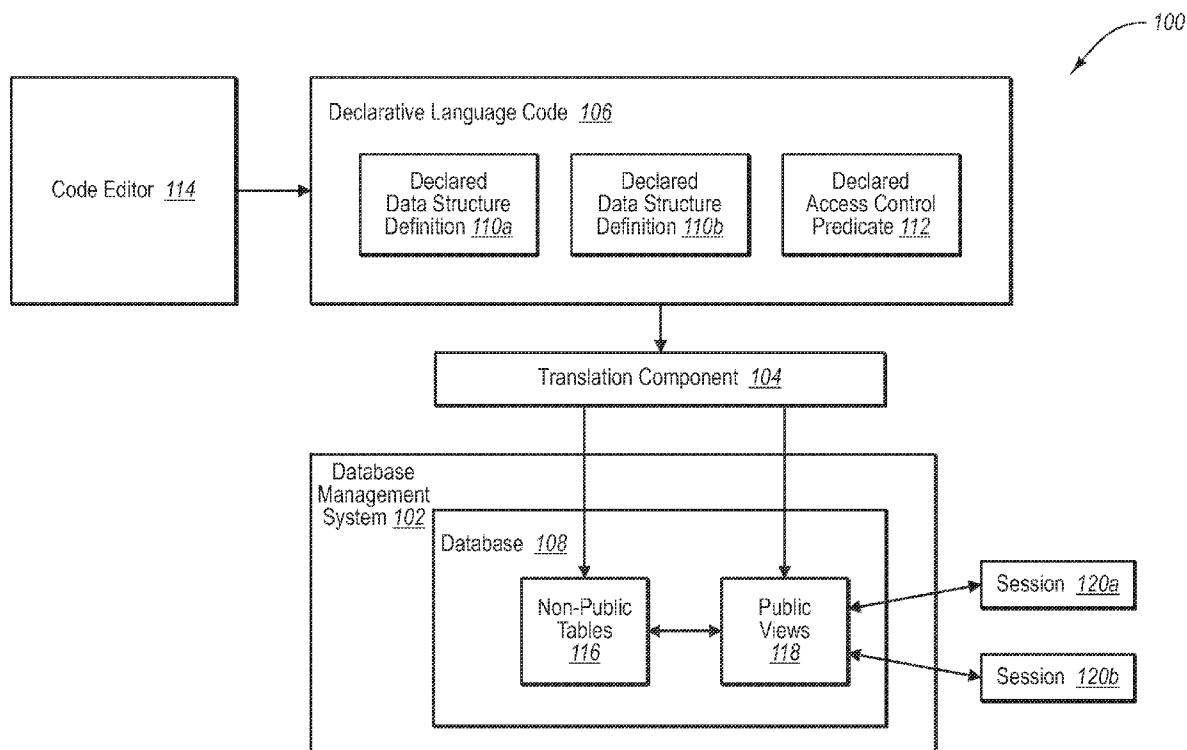 100
Declarative Language Code 106
Code Editor 114
Declared
Data Structure
Definition 110a
Declared
Data Structure
Definition 110b
Declared
Access Control
Predicate 112
Translation Component 104
Database
Management
System 102
Database 108
Non-Public
Tables
116
Public
Views
118
Session 120a
Session 120b